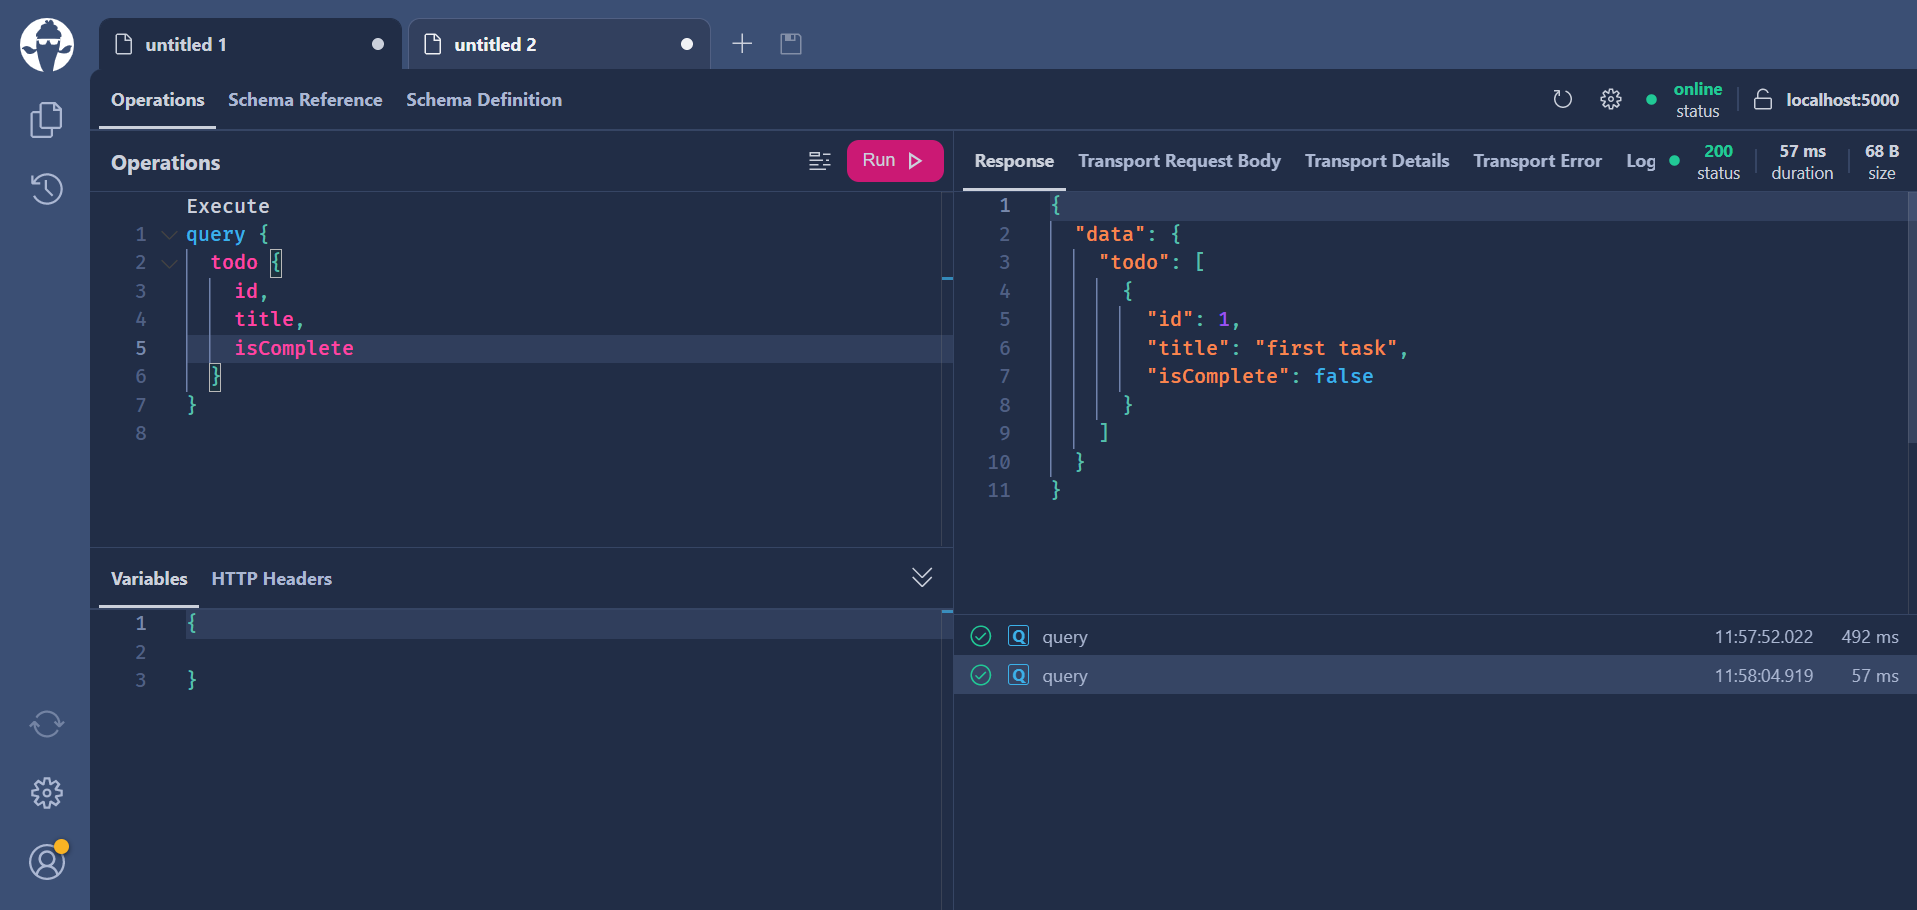 untitled 1
untitled 2
Operations Schema Reference Schema Definition
online
status
localhost:5000
Operations
Run
Execute
1 query {
2 todo {
3 id,
4 title,
5 isComplete
6 }
7 }
8
Variables HTTP Headers
1 {
2
3 }
Response Transport Request Body Transport Details Transport Error Log
200
status
57 ms
duration
68 B
size
1 {
2 "data": {
3 "todo": [
4 {
5 "id": 1,
6 "title": "first task",
7 "isComplete": false
8 }
9 ]
10 }
11 }
Q query 11:57:52.022 492 ms
Q query 11:58:04.919 57 ms